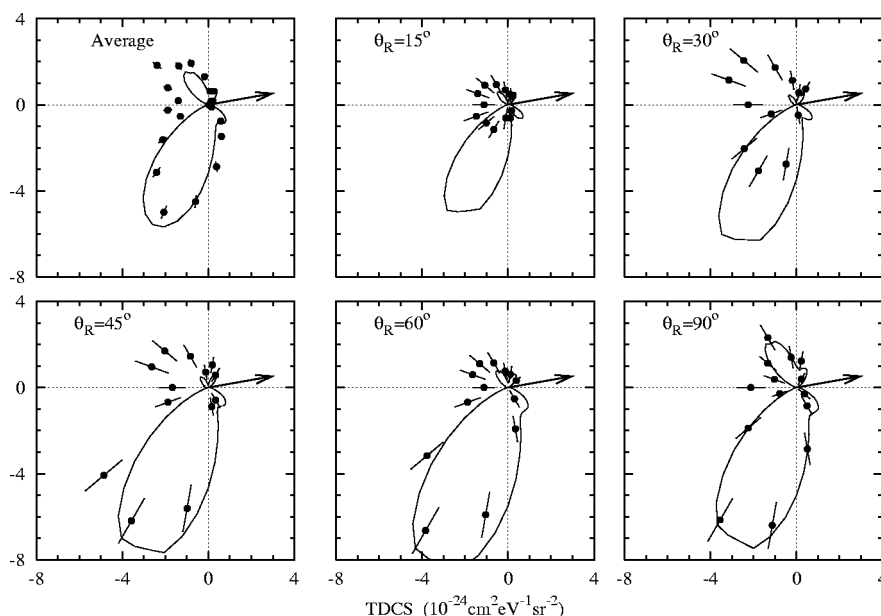 Average
θR=15°
θR=30°
4
0
-4
-8
θR=45°
θR=60°
θR=90°
4
0
-4
-8
-8 -4 0 4 -8 -4 0 4 -8 -4 0 4
TDCS (10⁻²⁴cm²eV⁻¹sr⁻²)